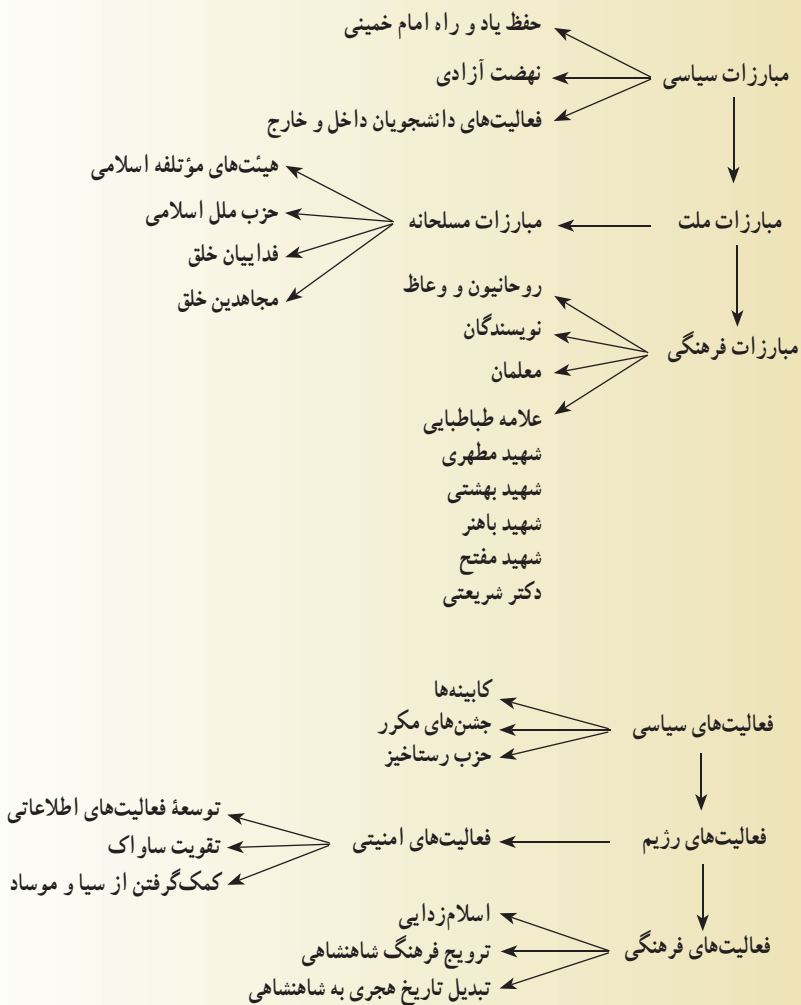 حفظ یاد و راه امام خمینی
مبارزات سیاسی
نهضت آزادی
فعالیت‌های دانشجویان داخل و خارج
هیئت‌های مؤتلفه اسلامی
مبارزات ملت
مبارزات مسلحانه
حزب ملل اسلامی
فداییان خلق
مجاهدین خلق
روحانیون و وعاظ
نویسندگان
مبارزات فرهنگی
معلمان
علامه طباطبایی
شهید مطهری
شهید بهشتی
شهید باهنر
شهید مفتح
دکتر شریعتی
کابینه‌ها
فعالیت‌های سیاسی
جشن‌های مکرر
حزب رستاخیز
توسعهٔ فعالیت‌های اطلاعاتی
فعالیت‌های رژیم
فعالیت‌های امنیتی
تقویت ساواک
کمک‌گرفتن از سیا و موساد
اسلام‌زدایی
فعالیت‌های فرهنگی
ترویج فرهنگ شاهنشاهی
تبدیل تاریخ هجری به شاهنشاهی